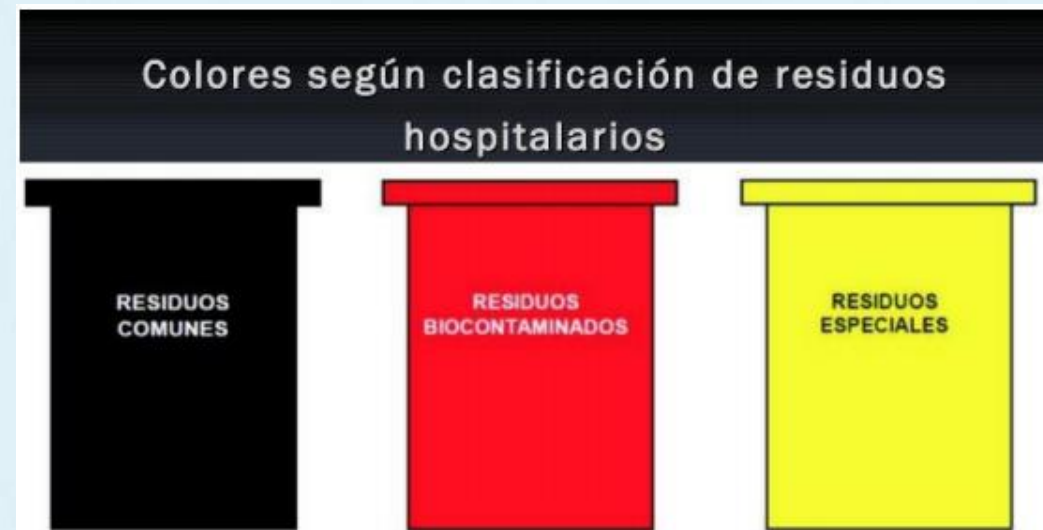 Colores según clasificación de residuos
hospitalarios
RESIDUOS
COMUNES
RESIDUOS
BIOCONTAMINADOS
RESIDUOS
ESPECIALES